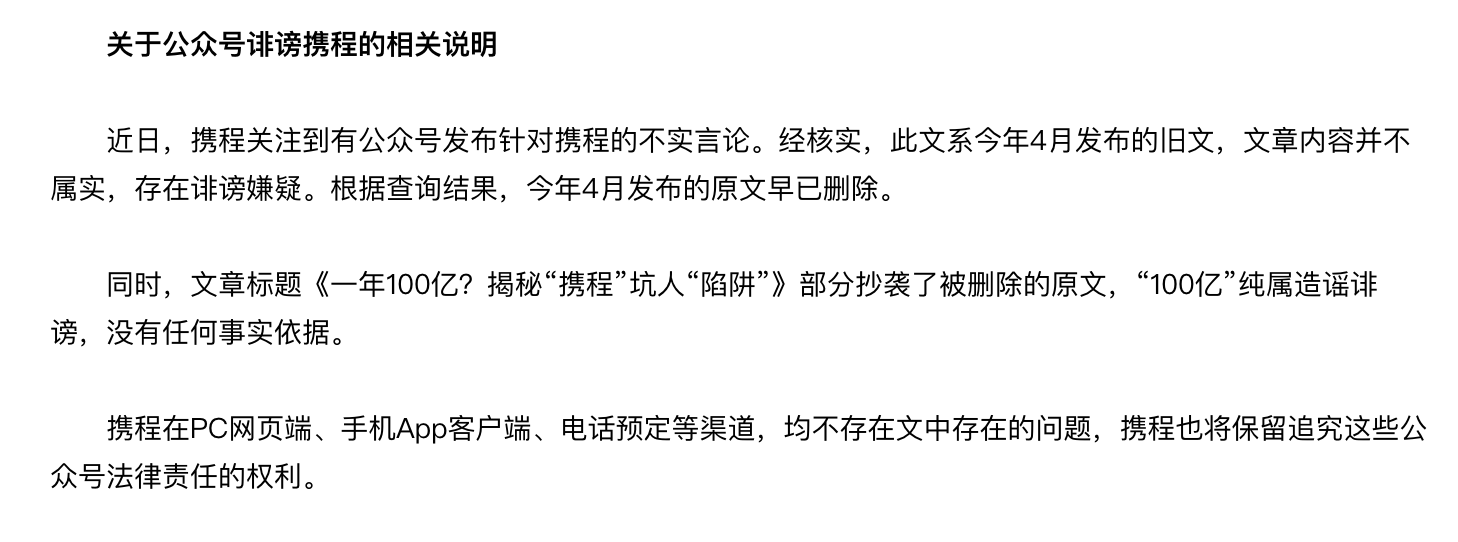 关于公众号诽谤携程的相关说明
近日，携程关注到有公众号发布针对携程的不实言论。经核实，此文系今年4月发布的旧文，文章内容并不
属实，存在诽谤嫌疑。根据查询结果，今年4月发布的原文早已删除。
同时，文章标题《一年100亿？揭秘“携程”坑人“陷阱”》部分抄袭了被删除的原文，“100亿”纯属造谣诽
谤，没有任何事实依据。
携程在PC网页端、手机App客户端、电话预定等渠道，均不存在文中存在的问题，携程也将保留追究这些公
众号法律责任的权利。